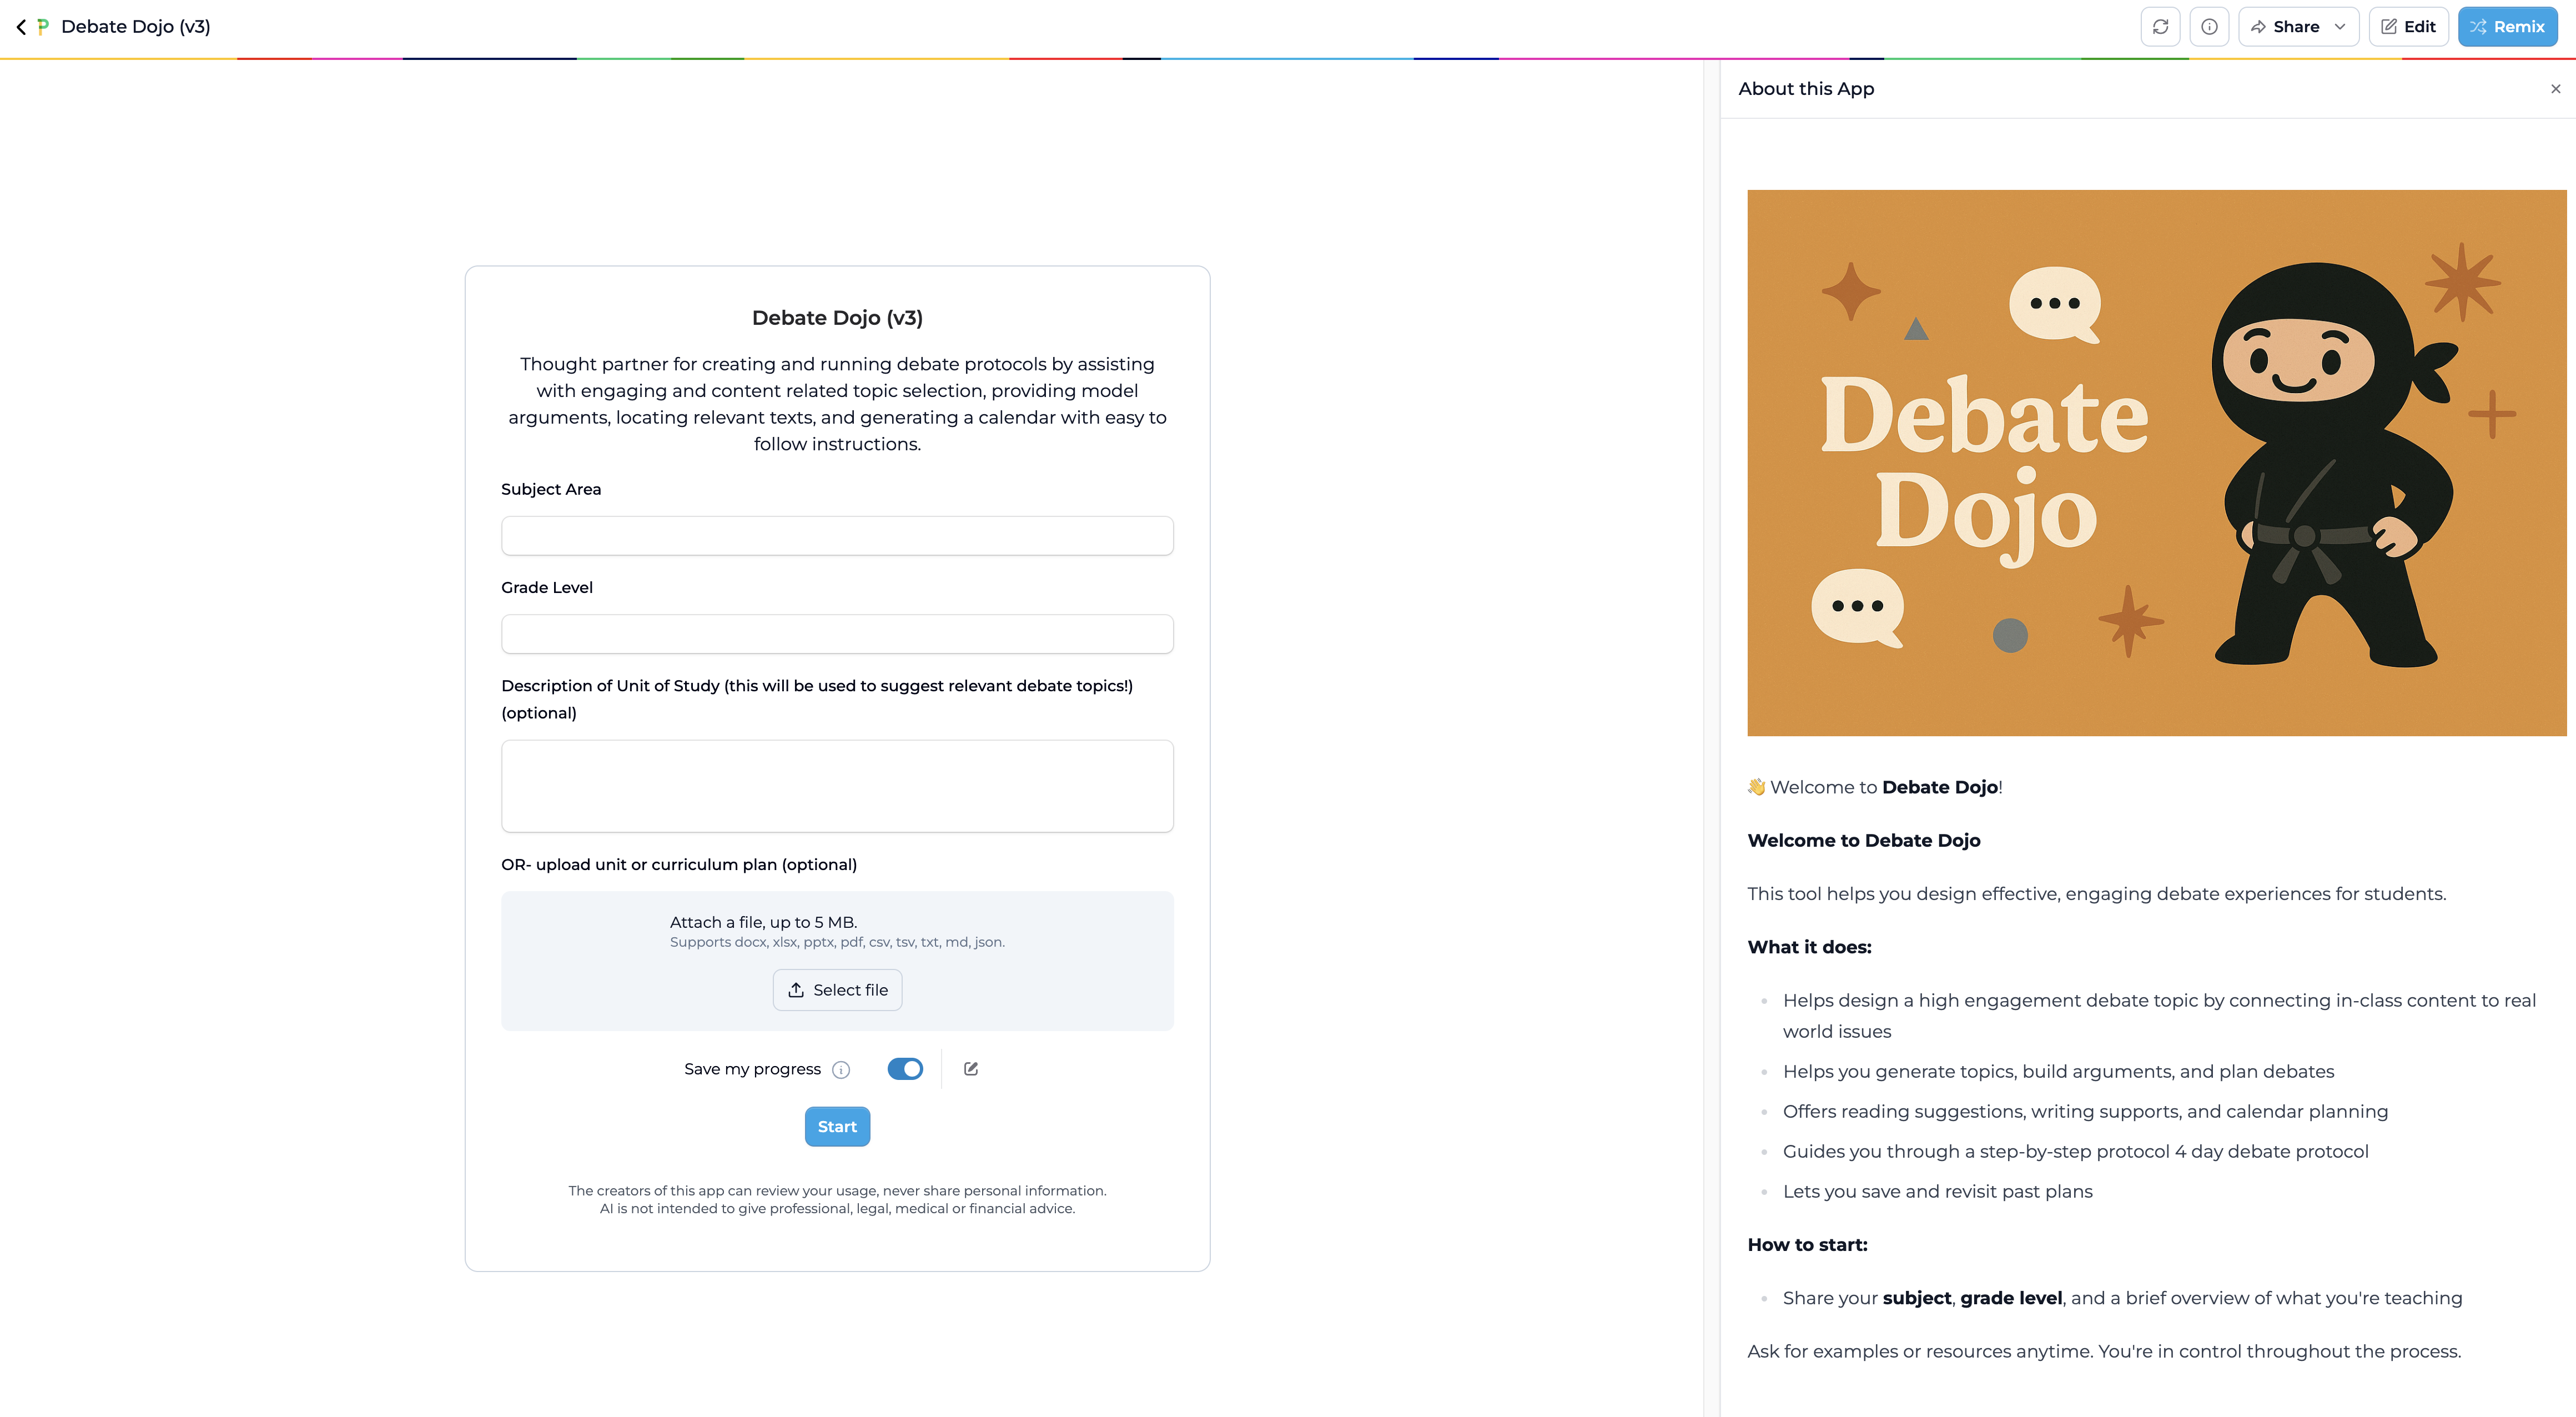 Debate Dojo (v3)
Share
Edit
Remix
Debate Dojo (v3)
Thought partner for creating and running debate protocols by assisting
with engaging and content related topic selection, providing model
arguments, locating relevant texts, and generating a calendar with easy to
follow instructions.
Subject Area
Grade Level
Description of Unit of Study (this will be used to suggest relevant debate topics!)
(optional)
OR- upload unit or curriculum plan (optional)
Attach a file, up to 5 MB.
Supports docx, xlsx, pptx, pdf, csv, tsv, txt, md, json.
Select file
Save my progress
Start
The creators of this app can review your usage, never share personal information.
AI is not intended to give professional, legal, medical or financial advice.
About this App
Debate
Dojo
👋 Welcome to Debate Dojo!
Welcome to Debate Dojo
This tool helps you design effective, engaging debate experiences for students.
What it does:
Helps design a high engagement debate topic by connecting in-class content to real
world issues
Helps you generate topics, build arguments, and plan debates
Offers reading suggestions, writing supports, and calendar planning
Guides you through a step-by-step protocol 4 day debate protocol
Lets you save and revisit past plans
How to start:
Share your subject, grade level, and a brief overview of what you're teaching
Ask for examples or resources anytime. You're in control throughout the process.